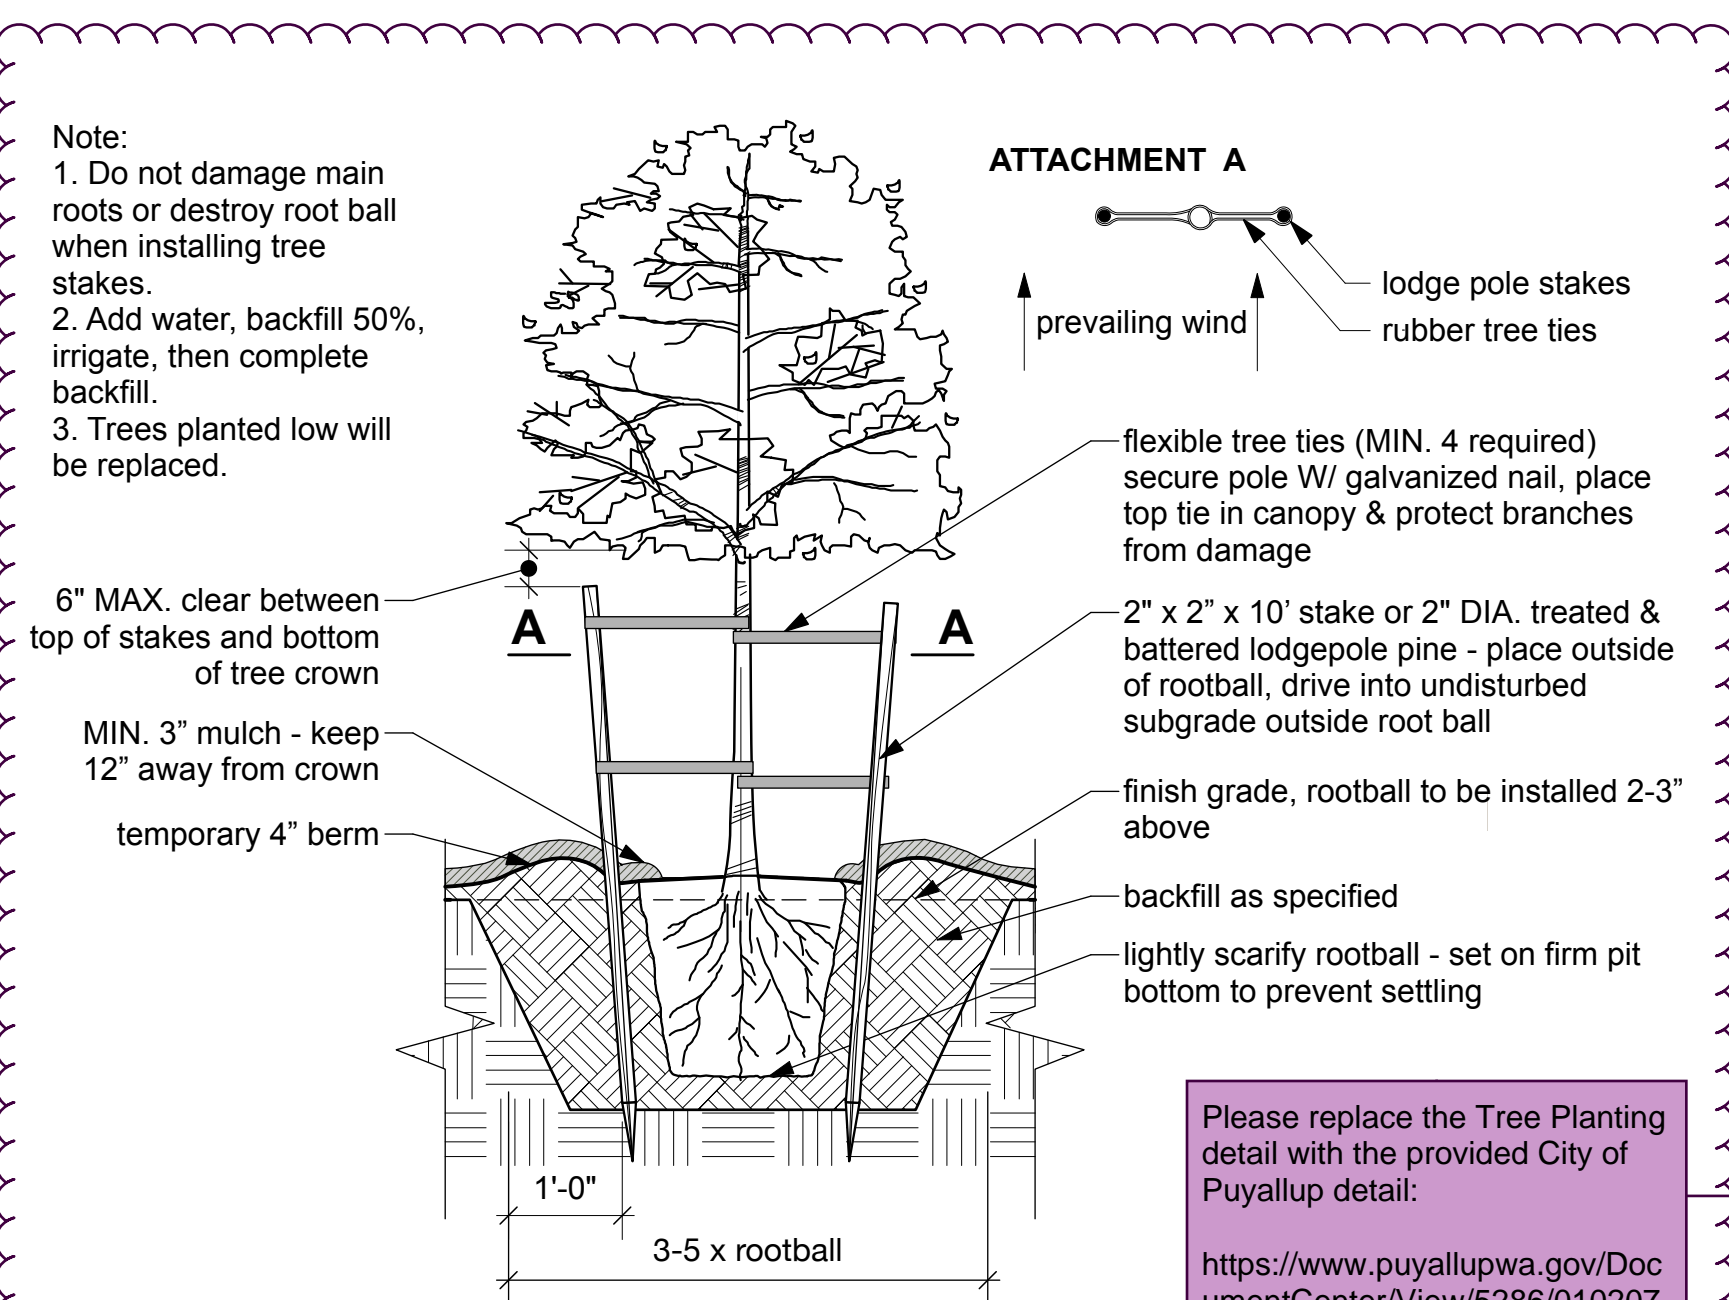 Note:
1. Do not damage main
roots or destroy root ball
when installing tree
stakes.
2. Add water, backfill 50%,
irrigate, then complete
backfill.
3. Trees planted low will
be replaced.
ATTACHMENT A
lodge pole stakes
rubber tree ties
prevailing wind
flexible tree ties (MIN. 4 required)
secure pole W/ galvanized nail, place
top tie in canopy & protect branches
from damage
6" MAX. clear between
top of stakes and bottom
of tree crown
A
A
2" x 2” x 10’ stake or 2" DIA. treated &
battered lodgepole pine - place outside
of rootball, drive into undisturbed
subgrade outside root ball
MIN. 3” mulch - keep
12” away from crown
temporary 4” berm
finish grade, rootball to be installed 2-3”
above
backfill as specified
lightly scarify rootball - set on firm pit
bottom to prevent settling
1'-0"
3-5 x rootball
Please replace the Tree Planting
detail with the provided City of
Puyallup detail:
https://www.puyallupwa.gov/Doc
umentCenter/View/5286/010207